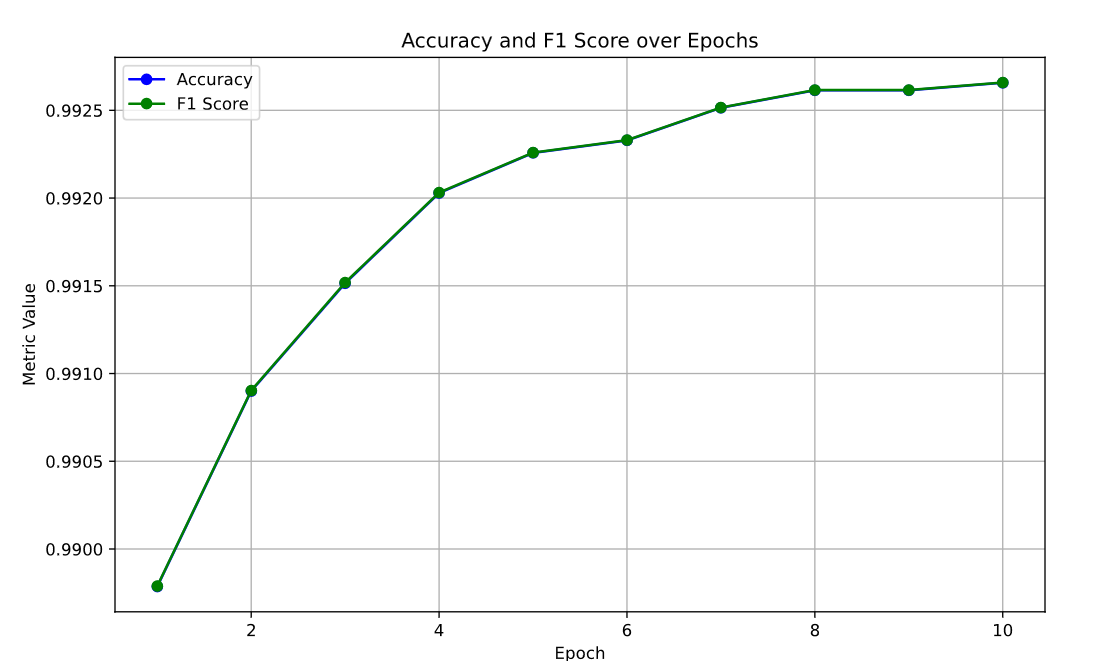 Accuracy and F1 Score over Epochs
Accuracy
F1 Score
0.9925
0.9920
0.9915
0.9910
0.9905
0.9900
Metric Value
2 4 6 8 10
Epoch